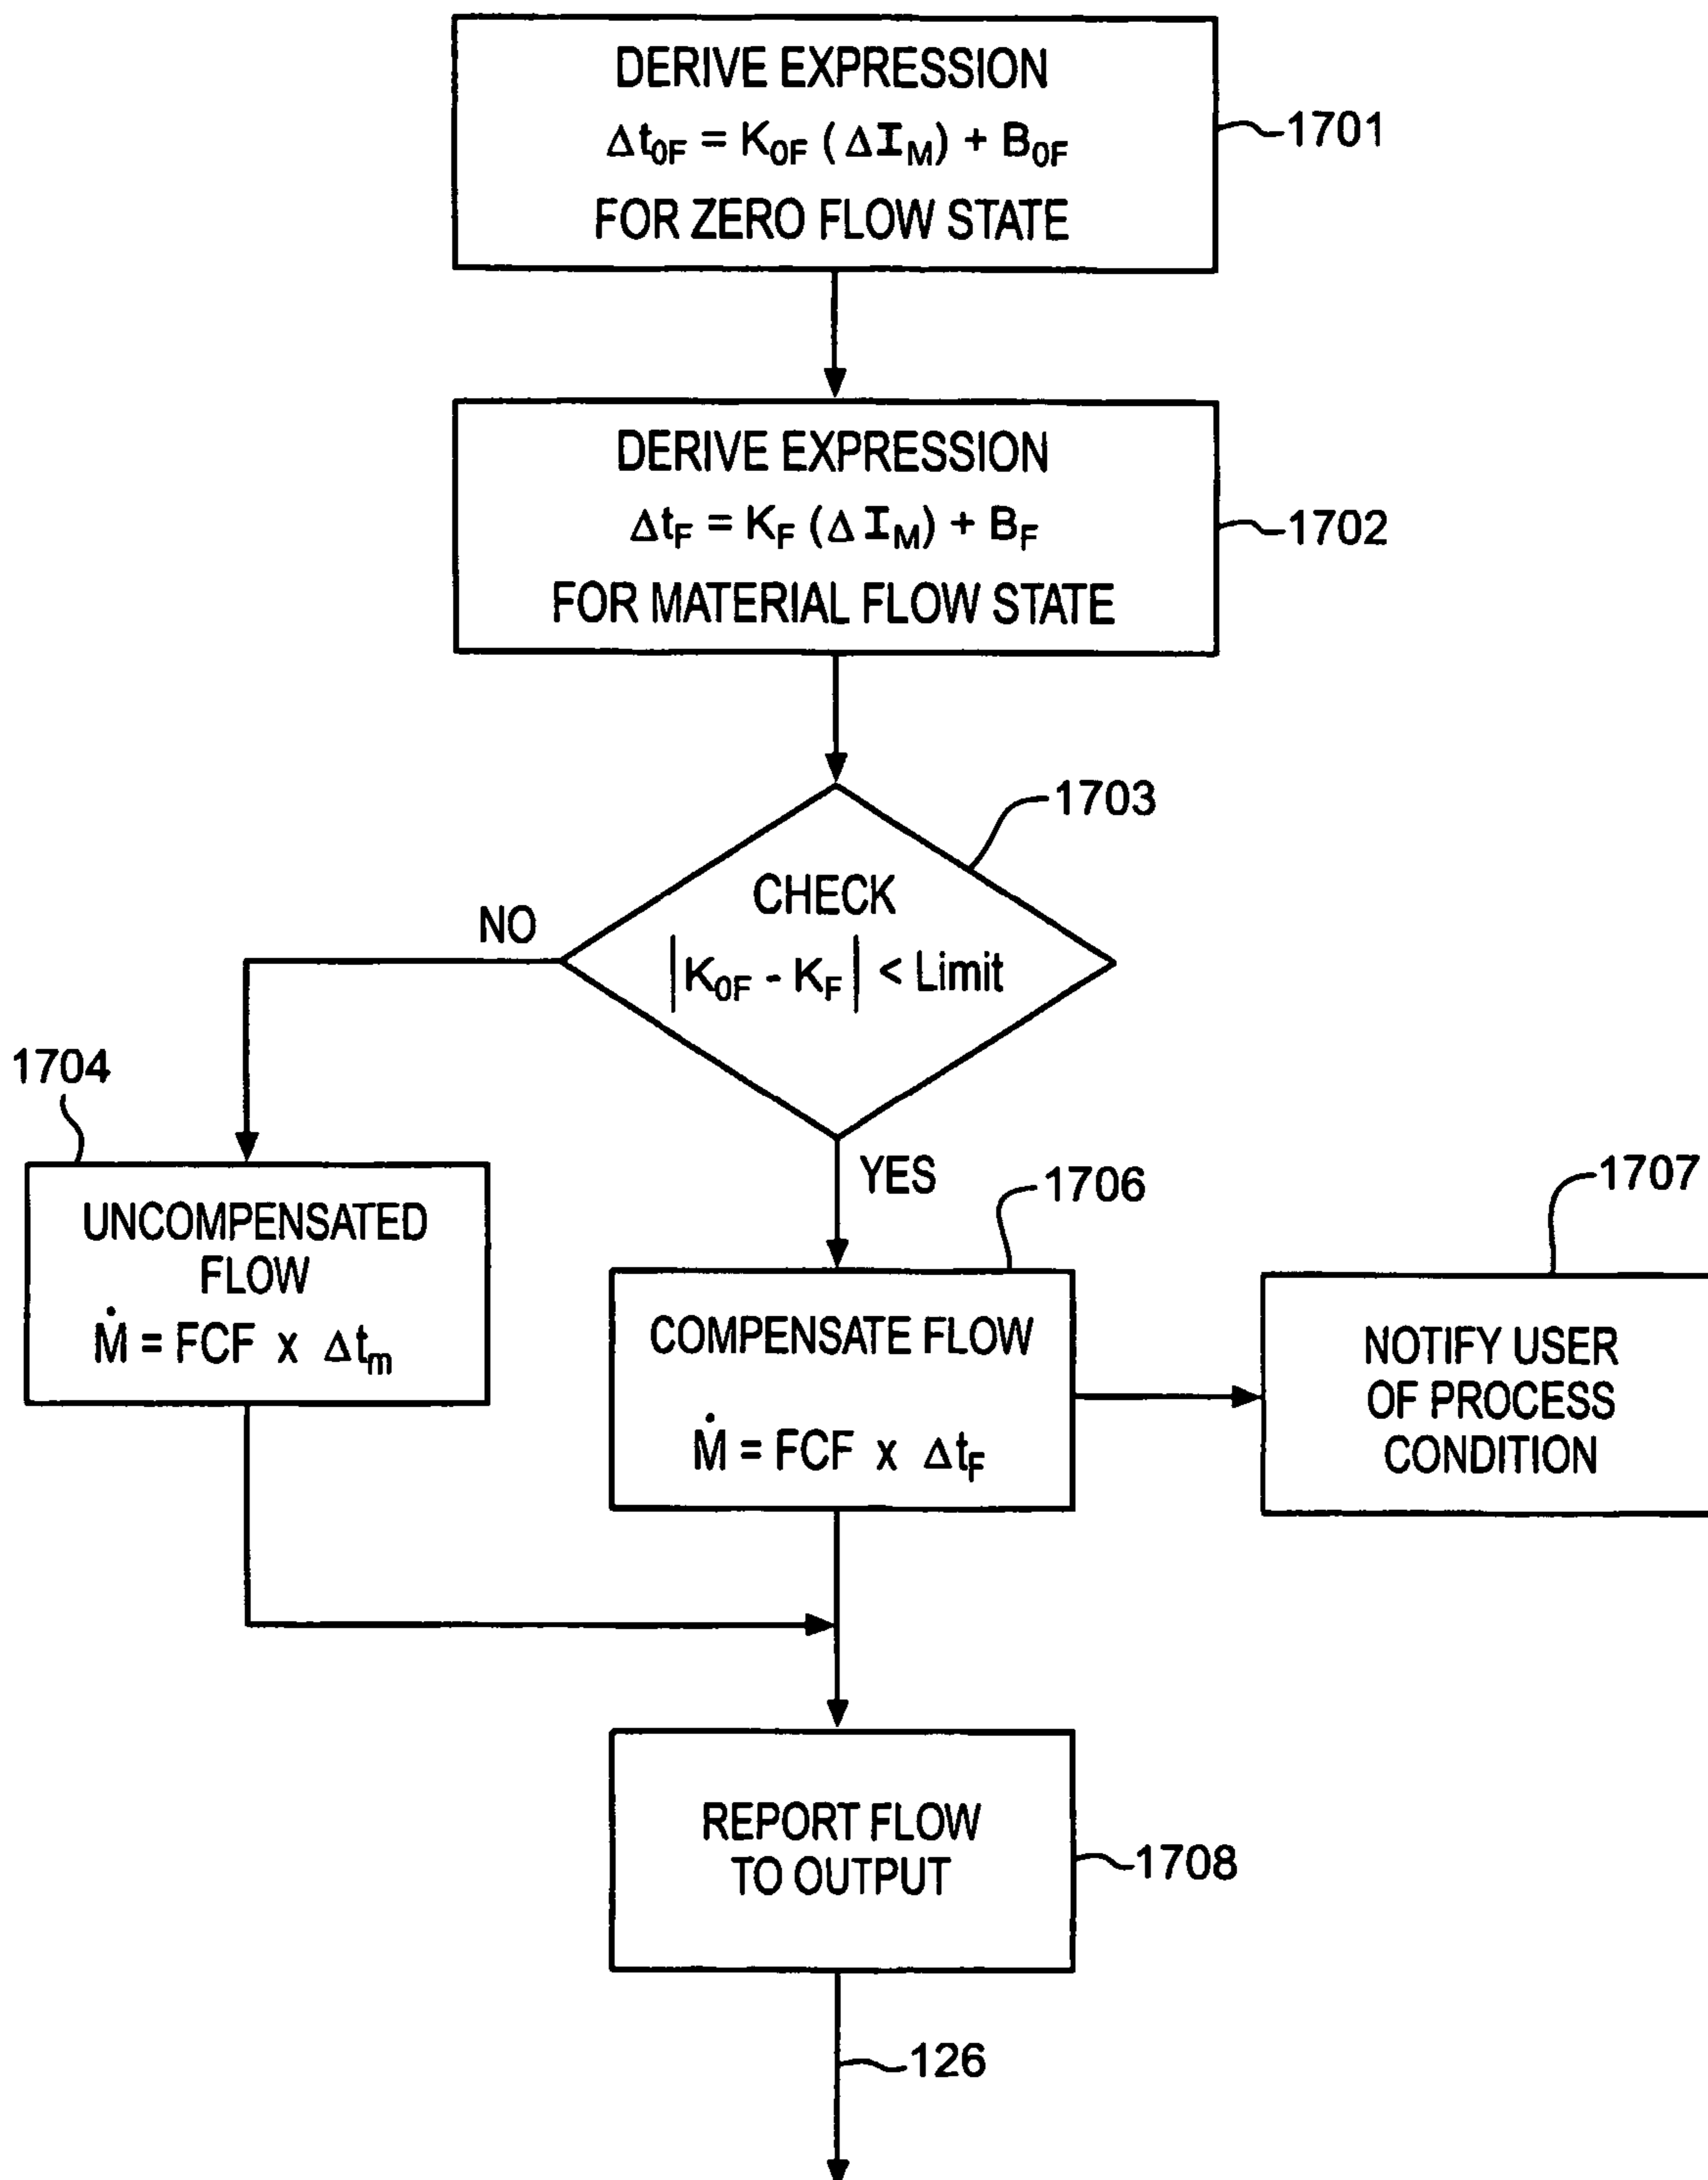 DERIVE EXPRESSION
Δt0F = K0F (ΔIM) + B0F
FOR ZERO FLOW STATE
1701
DERIVE EXPRESSION
ΔtF = KF (Δ IM) + BF
FOR MATERIAL FLOW STATE
1702
1703
CHECK
|K0F - KF| < Limit
NO
YES
1704
UNCOMPENSATED
FLOW
Ṁ = FCF x Δtm
1706
COMPENSATE FLOW
Ṁ = FCF x ΔtF
1707
NOTIFY USER
OF PROCESS
CONDITION
REPORT FLOW
TO OUTPUT
1708
126